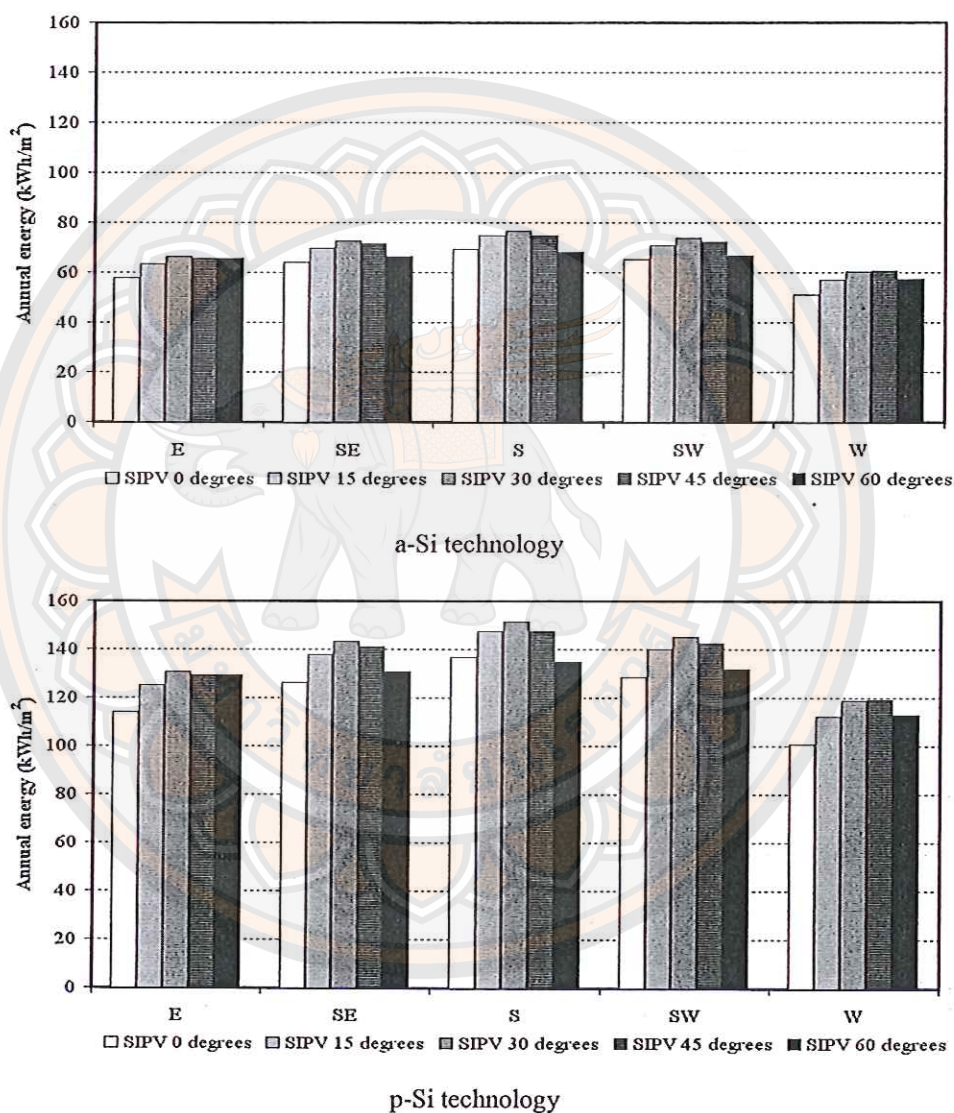 160
140
120
100
80
60
40
20
0
Annual energy (kWh/m²)
E SE S SW W
SIPV 0 degrees SIPV 15 degrees SIPV 30 degrees SIPV 45 degrees SIPV 60 degrees
a-Si technology
160
140
120
100
80
60
40
20
0
Annual energy (kWh/m²)
E SE S SW W
SIPV 0 degrees SIPV 15 degrees SIPV 30 degrees SIPV 45 degrees SIPV 60 degrees
p-Si technology